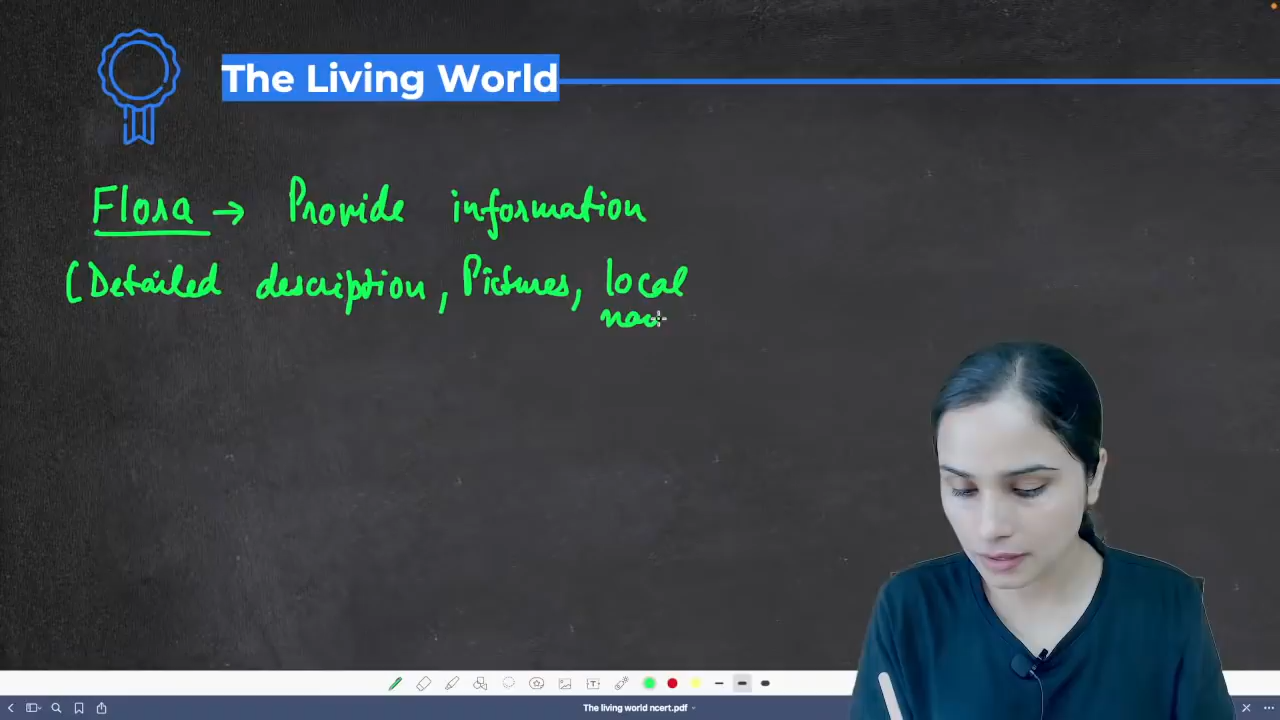 The Living World
Flora → Provide information
(Detailed description, Pictures, local
The living world ncert.pdf